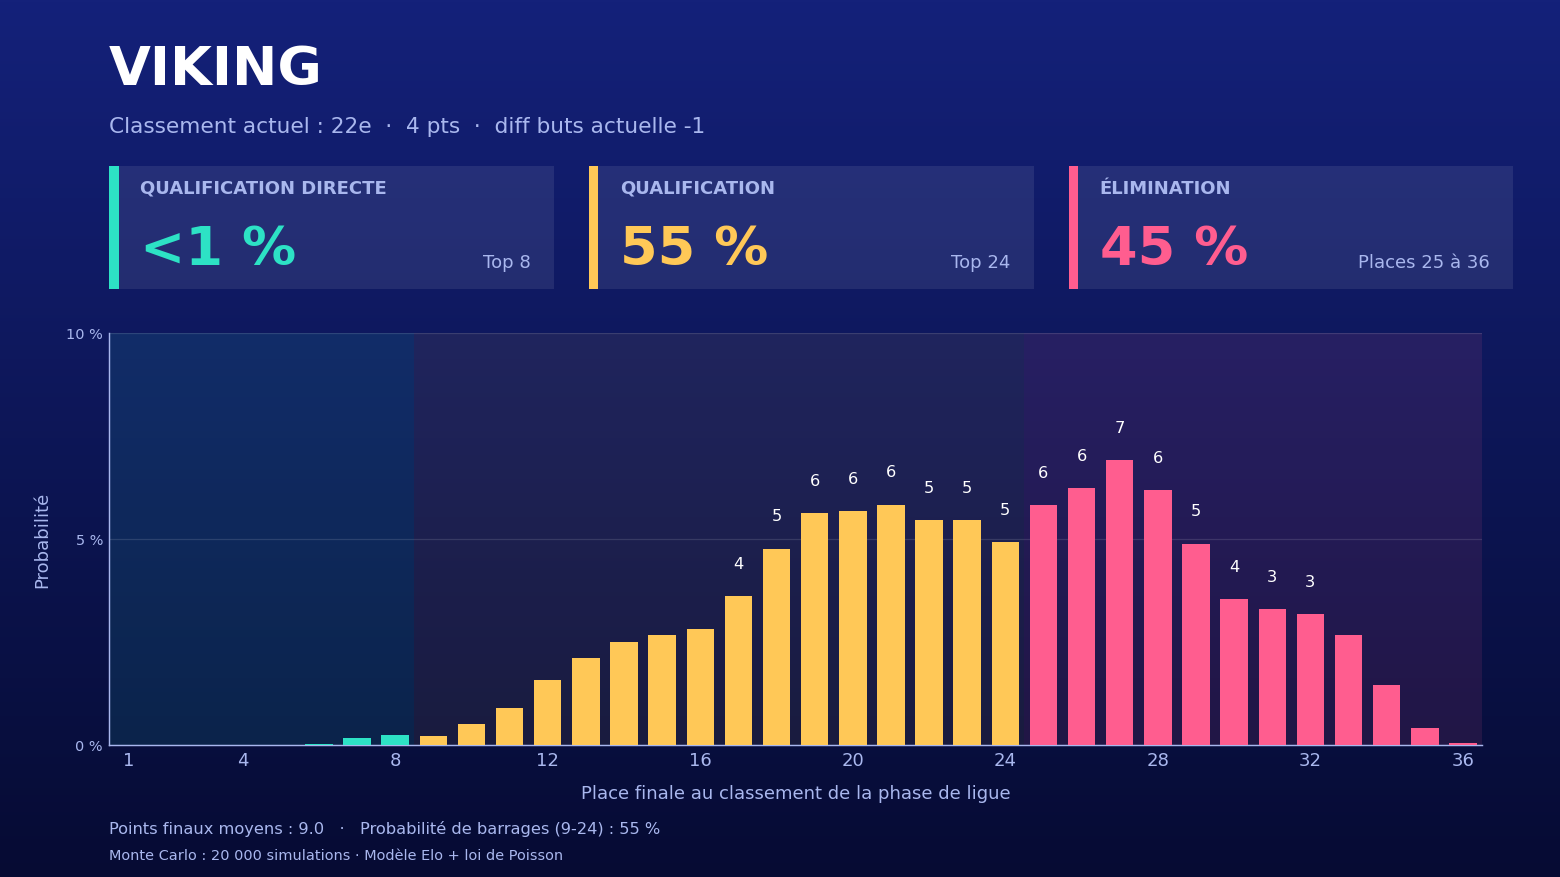 VIKING
Classement actuel : 22e · 4 pts · diff buts actuelle -1
QUALIFICATION DIRECTE
<1 %
Top 8
QUALIFICATION
55 %
Top 24
ÉLIMINATION
45 %
Places 25 à 36
10 %
5 %
0 %
Probabilité
4
5
6
6
6
5
5
5
6
6
7
6
5
4
3
3
1
4
8
12
16
20
24
28
32
36
Place finale au classement de la phase de ligue
Points finaux moyens : 9.0 · Probabilité de barrages (9-24) : 55 %
Monte Carlo : 20 000 simulations · Modèle Elo + loi de Poisson